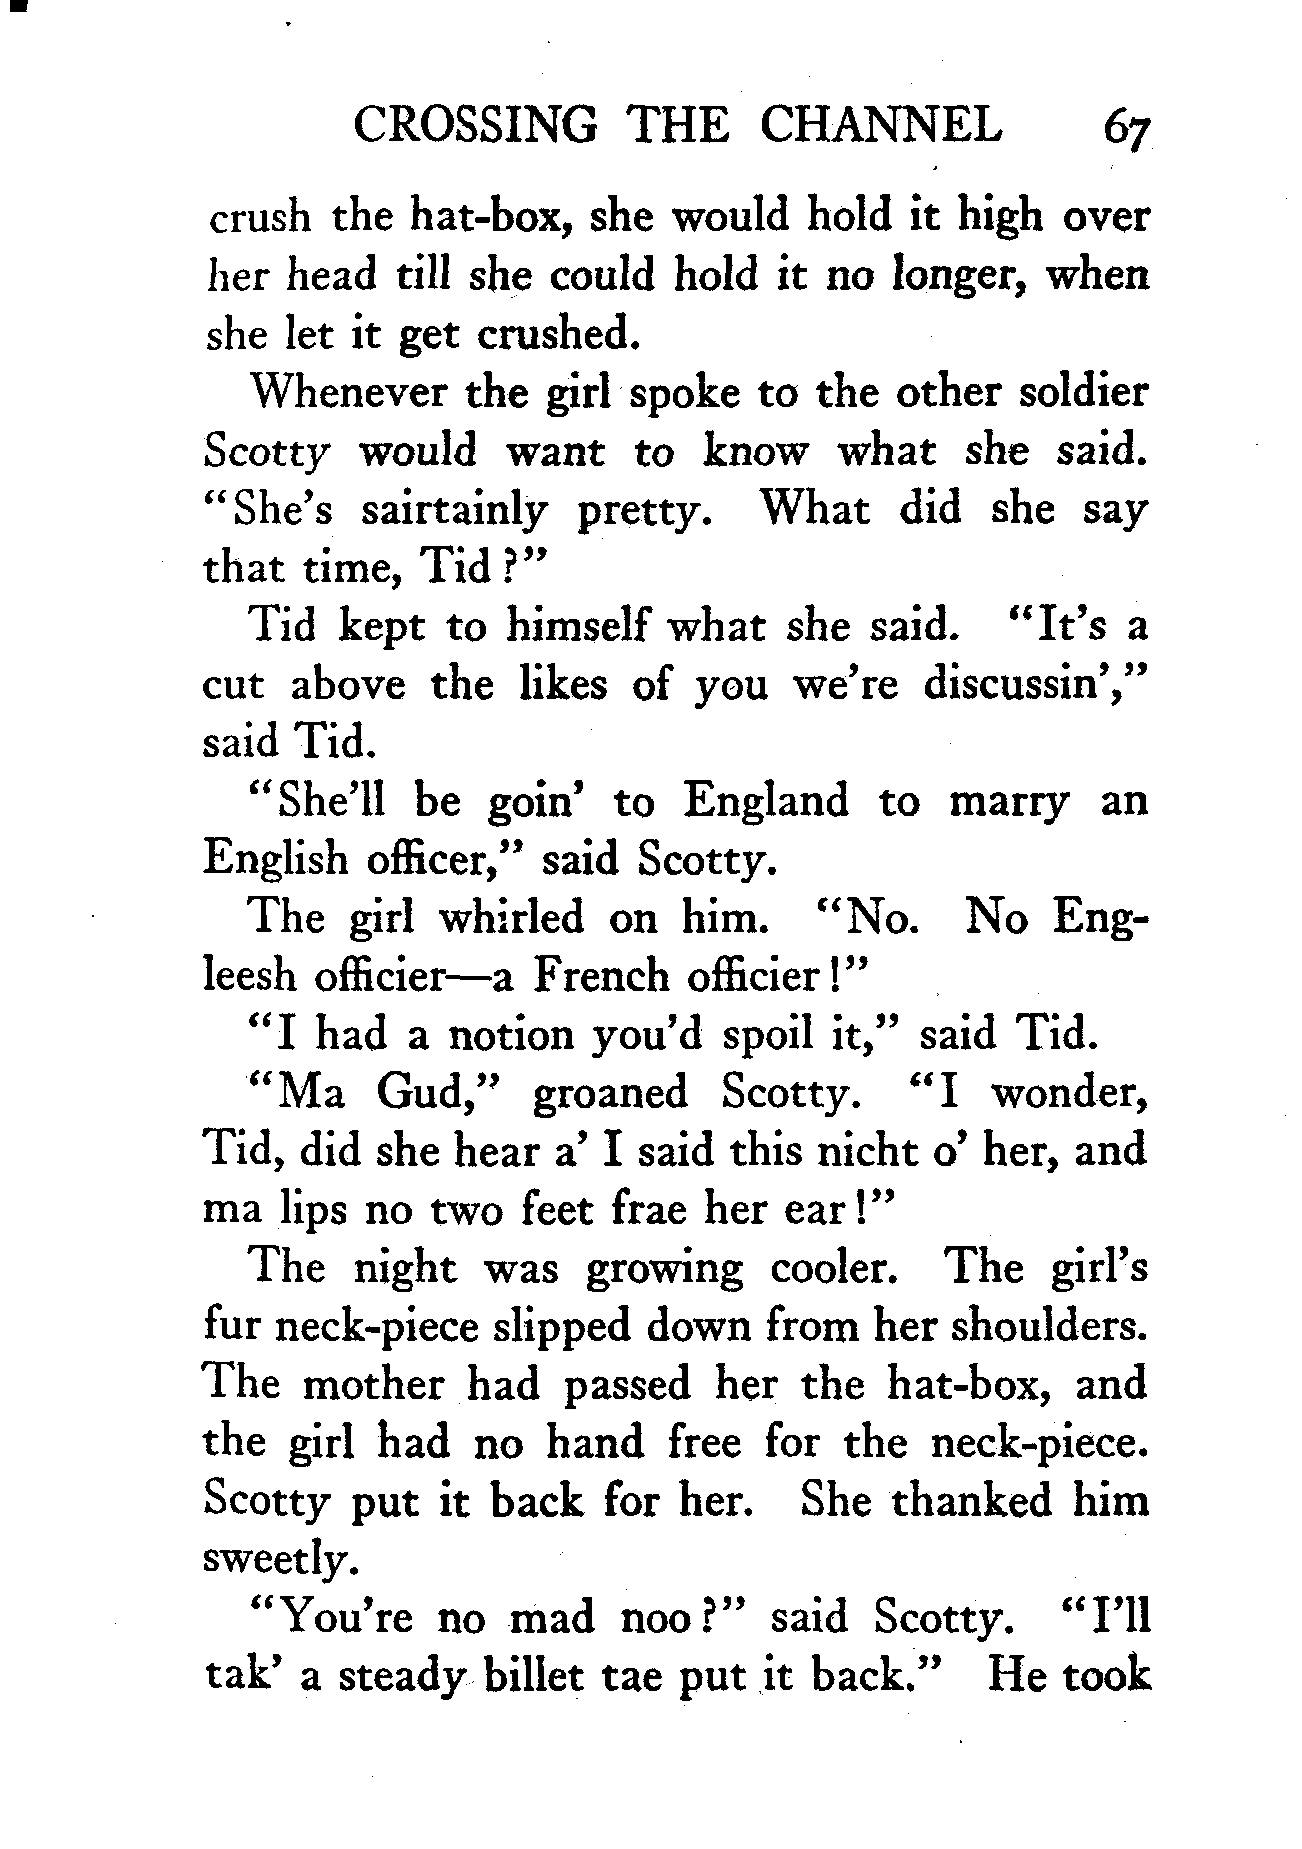 CROSSING THE CHANNEL 67
crush the hat-box, she would hold it high over
her head till she could hold it no longer, when
she let it get crushed.
Whenever the girl spoke to the other soldier
Scotty would want to know what she said.
"She's sairtainly pretty. What did she say
that time, Tid?"
Tid kept to himself what she said. "It's a
cut above the likes of you we're discussin',"
said Tid.
"She'll be goin' to England to marry an
English officer," said Scotty.
The girl whirled on him. "No. No Eng-
leesh officier—a French officier!"
"I had a notion you'd spoil it," said Tid.
"Ma Gud," groaned Scotty. "I wonder,
Tid, did she hear a' I said this nicht o' her, and
ma lips no two feet frae her ear!"
The night was growing cooler. The girl's
fur neck-piece slipped down from her shoulders.
The mother had passed her the hat-box, and
the girl had no hand free for the neck-piece.
Scotty put it back for her. She thanked him
sweetly.
"You're no mad noo?" said Scotty. "I'll
tak' a steady billet tae put it back." He took